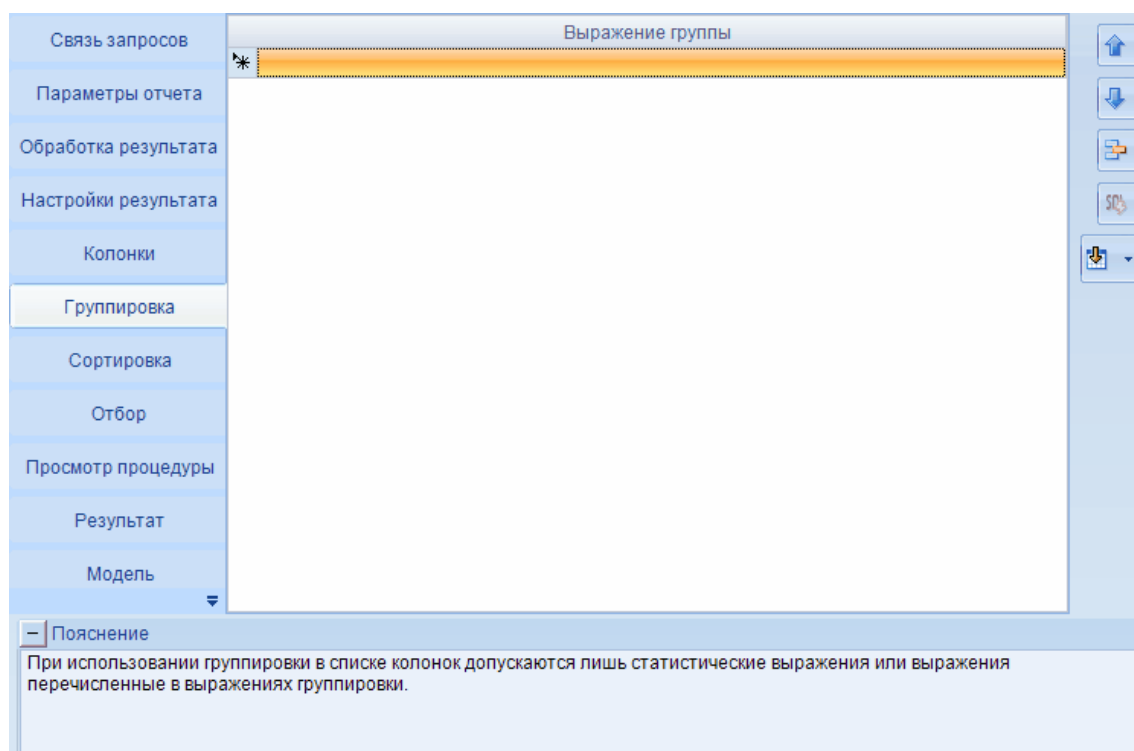 Связь запросов
Параметры отчета
Обработка результата
Настройки результата
Колонки
Группировка
Сортировка
Отбор
Просмотр процедуры
Результат
Модель
Выражение группы
SQL
Пояснение
При использовании группировки в списке колонок допускаются лишь статистические выражения или выражения
перечисленные в выражениях группировки.